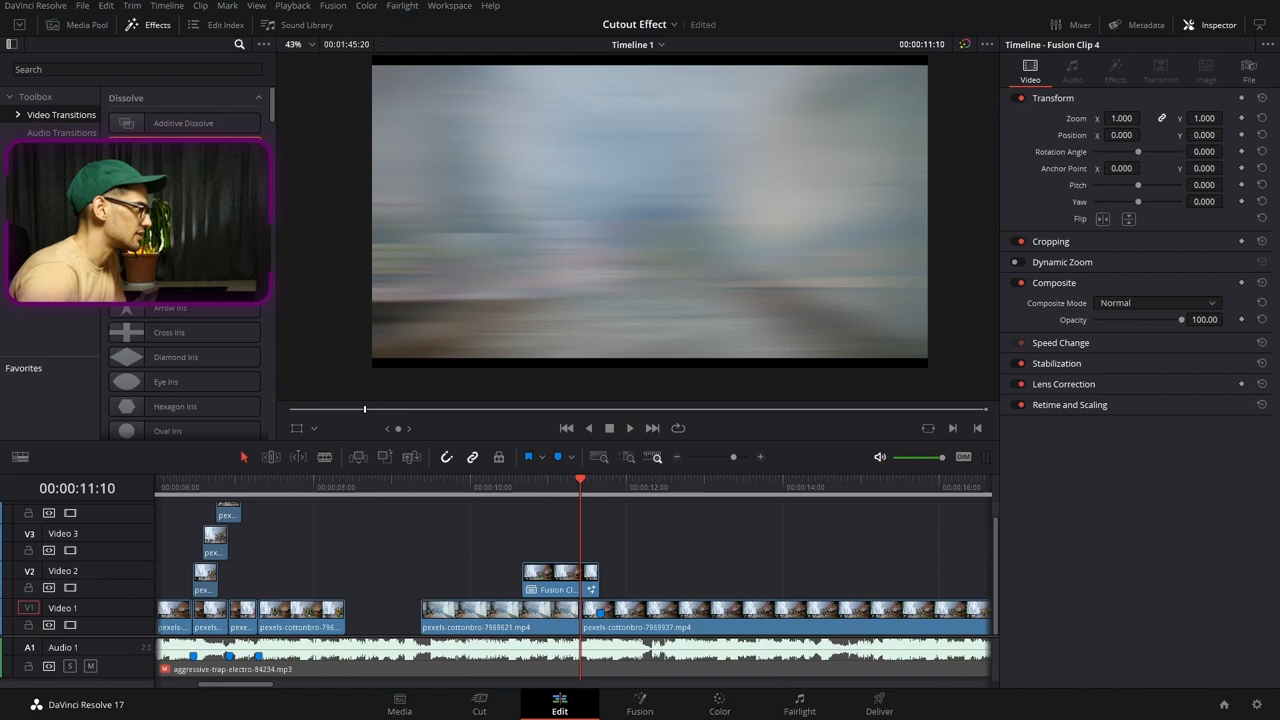 DaVinci Resolve File Edit Trim Timeline Clip Mark View Playback Fusion Color Fairlight Workspace Help
Media Pool Effects Edit Index Sound Library Cutout Effect Edited Mixer Metadata Inspector
43% 00:01:45:20 Timeline 1 00:00:11:10 Timeline - Fusion Clip 4
Search
Video Audio Effects Transition Image File
Toolbox
Dissolve
Video Transitions
Additive Dissolve
Audio Transitions
Arrow Iris
Cross Iris
Diamond Iris
Favorites
Eye Iris
Hexagon Iris
Oval Iris
Transform
Zoom X 1.000 Y 1.000
Position X 0.000 Y 0.000
Rotation Angle 0.000
Anchor Point X 0.000 Y 0.000
Pitch 0.000
Yaw 0.000
Flip
Cropping
Dynamic Zoom
Composite
Composite Mode Normal
Opacity 100.00
Speed Change
Stabilization
Lens Correction
Retime and Scaling
DIM
00:00:11:10
00:00:06:00 00:00:08:00 00:00:10:00 00:00:12:00 00:00:14:00 00:00:16:00
pex...
V3 Video 3
pex...
V2 Video 2
pex... Fusion Cl...
V1 Video 1
pexels-... pexels... pexe... pexels-cottonbro-796... pexels-cottonbro-7969621.mp4 pexels-cottonbro-7969937.mp4
A1 Audio 1 2.0
S M
aggressive-trap-electro-84234.mp3
DaVinci Resolve 17
Media Cut Edit Fusion Color Fairlight Deliver